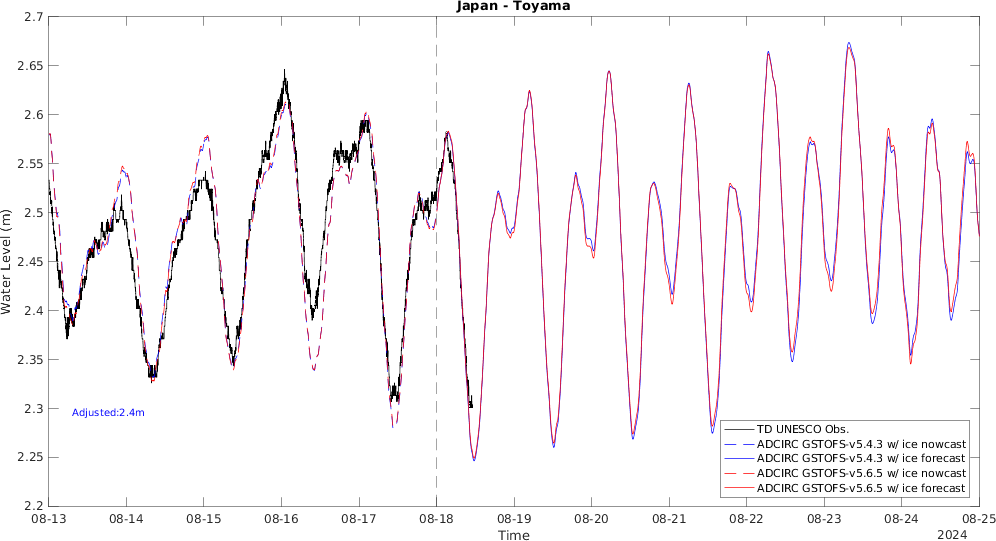 Japan - Toyama
Water Level (m)
2.7
2.65
2.6
2.55
2.5
2.45
2.4
2.35
2.3
2.25
2.2
Adjusted:2.4m
TD UNESCO Obs.
ADCIRC GSTOFS-v5.4.3 w/ ice nowcast
ADCIRC GSTOFS-v5.4.3 w/ ice forecast
ADCIRC GSTOFS-v5.6.5 w/ ice nowcast
ADCIRC GSTOFS-v5.6.5 w/ ice forecast
08-13 08-14 08-15 08-16 08-17 08-18 08-19 08-20 08-21 08-22 08-23 08-24 08-25
Time
2024